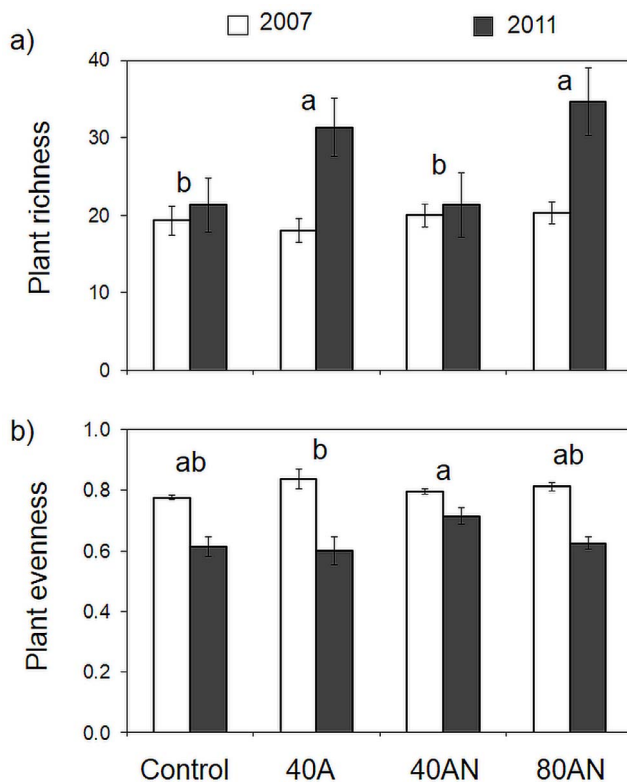 2007 2011
a)
40
30
20
10
0
Plant richness
b a b a
b)
1.0
0.8
0.6
0.4
0.2
0.0
Plant evenness
ab b a ab
Control 40A 40AN 80AN